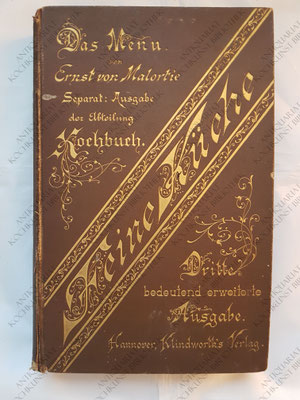 Das Menu.
von
Ernst von Malortie
Separat: Ausgabe
der Abteilung
Kochbuch.
Feine Küche
Dritte
bedeutend erweiterte
Ausgabe.
Hannover, Klindworth's Verlag.